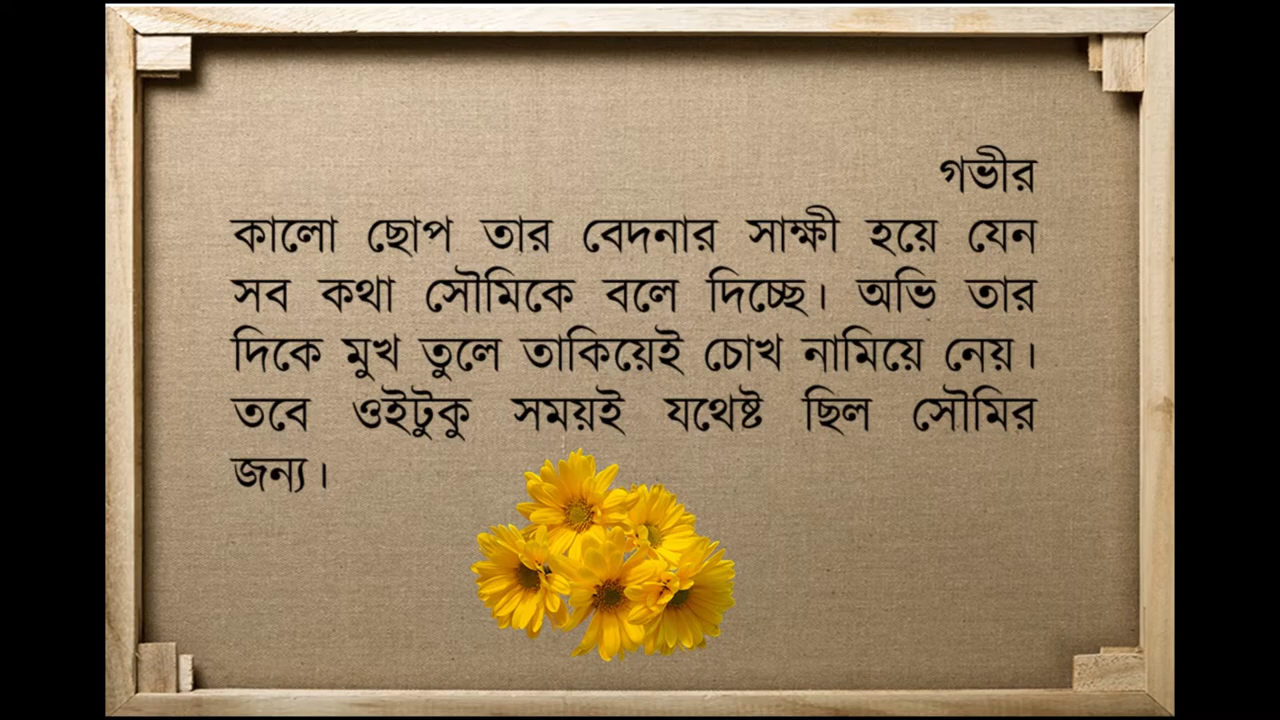 গভীর
কালো ছোপ তার বেদনার সাক্ষী হয়ে যেন
সব কথা সৌমিকে বলে দিচ্ছে। অভি তার
দিকে মুখ তুলে তাকিয়েই চোখ নামিয়ে নেয়।
তবে ওইটুকু সময়ই যথেষ্ট ছিল সৌমির
জন্য।